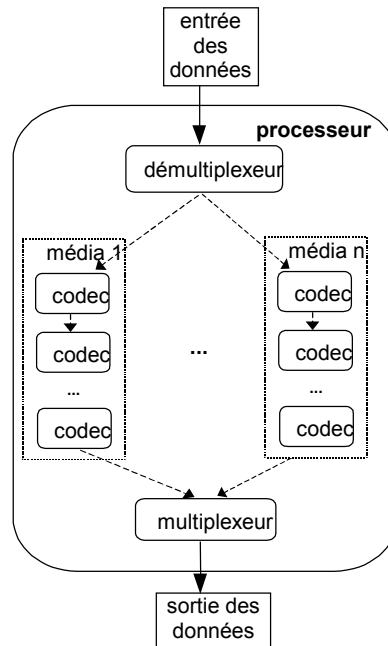 entrée
des
données
processeur
démultiplexeur
média 1
codec
codec
...
codec
...
média n
codec
codec
...
codec
multiplexeur
sortie des
données